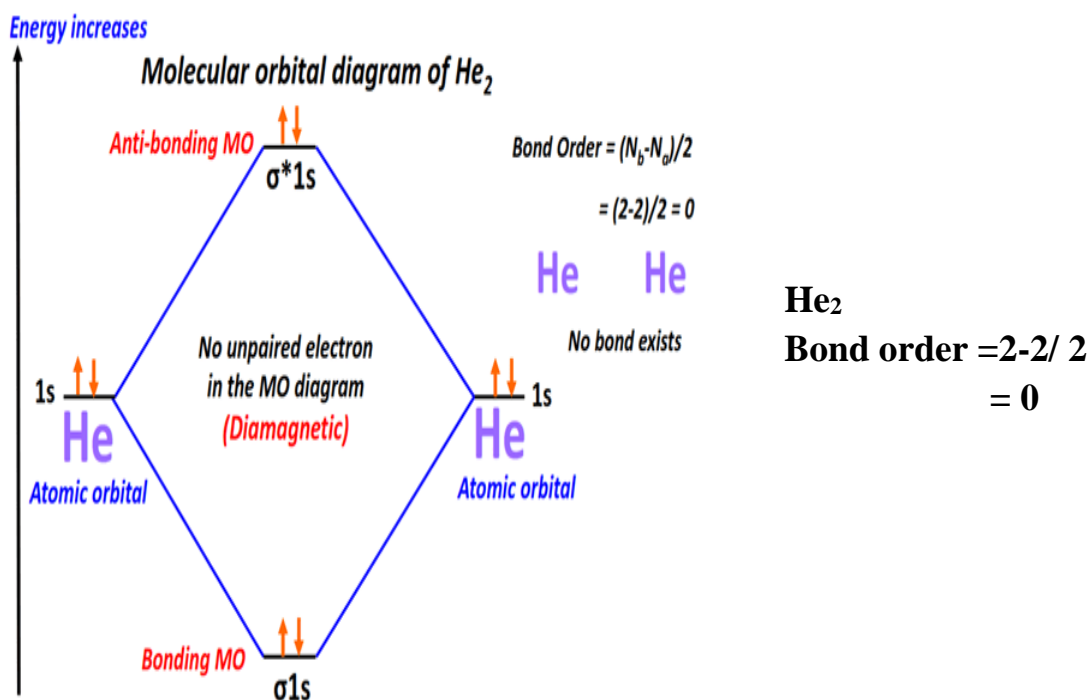 Energy increases
Molecular orbital diagram of He₂
Anti-bonding MO
σ*1s
Bond Order = (N_b-N_a)/2
= (2-2)/2 = 0
He He
No bond exists
No unpaired electron
in the MO diagram
(Diamagnetic)
1s
He
Atomic orbital
1s
He
Atomic orbital
Bonding MO
σ1s
He₂
Bond order =2-2/ 2
= 0